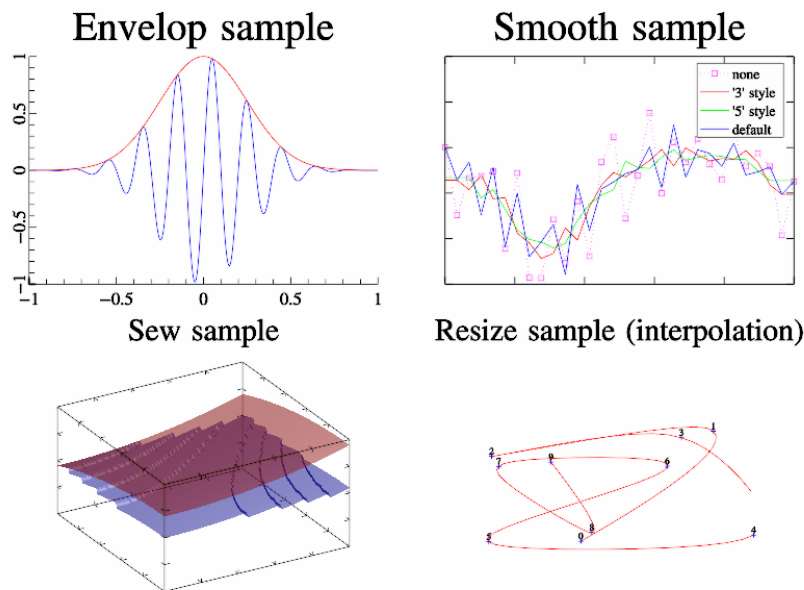 Envelop sample
1
0.5
0
−0.5
−1
−1
−0.5
0
0.5
1
Smooth sample
none
'3' style
'5' style
default
Sew sample
Resize sample (interpolation)
1
3
2
7
9
6
8
0
5
4